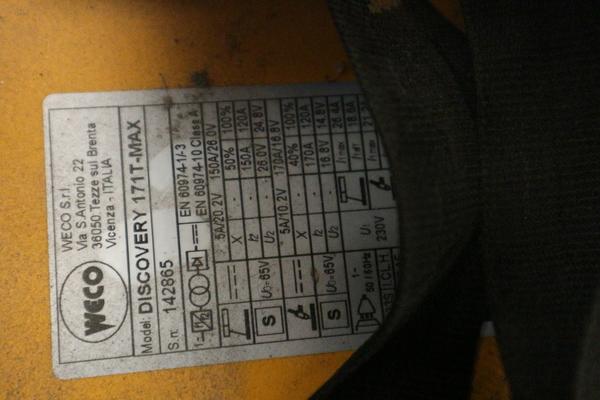 WECO
WECO S.r.l.
Via S.Antonio 22
36050 Tezze sul Brenta
Vicenza - ITALIA
Model: DISCOVERY 171T-MAX
S.n: 142865
EN 60974-1/-3
EN 60974-10 Class A
5A/20.2V 150A/26.0V
X 50% 100%
I2 150A 120A
S U0=65V U2 26.0V 24.8V
5A/10.2V 170A/16.8V
X 40% 100%
I2 170A 120A
S U0=65V U2 16.8V 14.8V
1~
50/60Hz
U1
230V